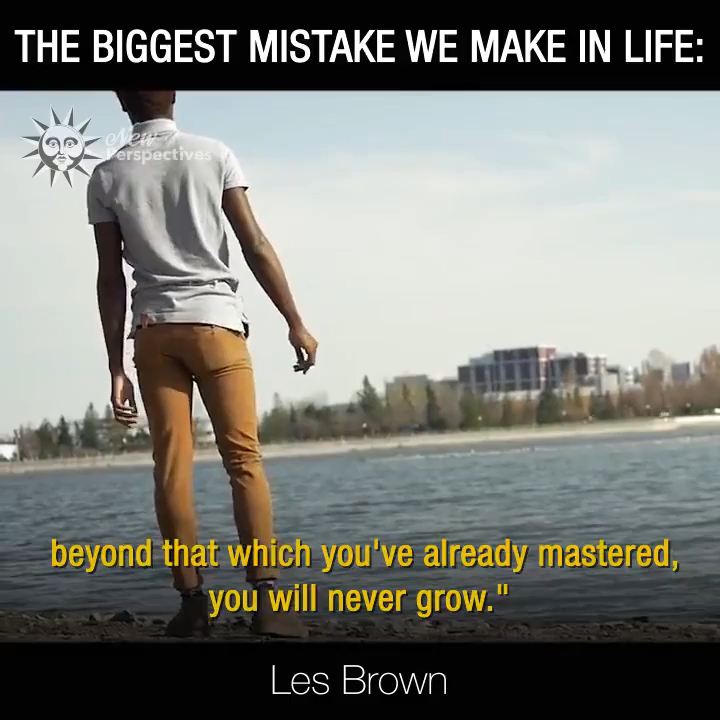 THE BIGGEST MISTAKE WE MAKE IN LIFE:
New
Perspectives
beyond that which you've already mastered,
you will never grow."
Les Brown